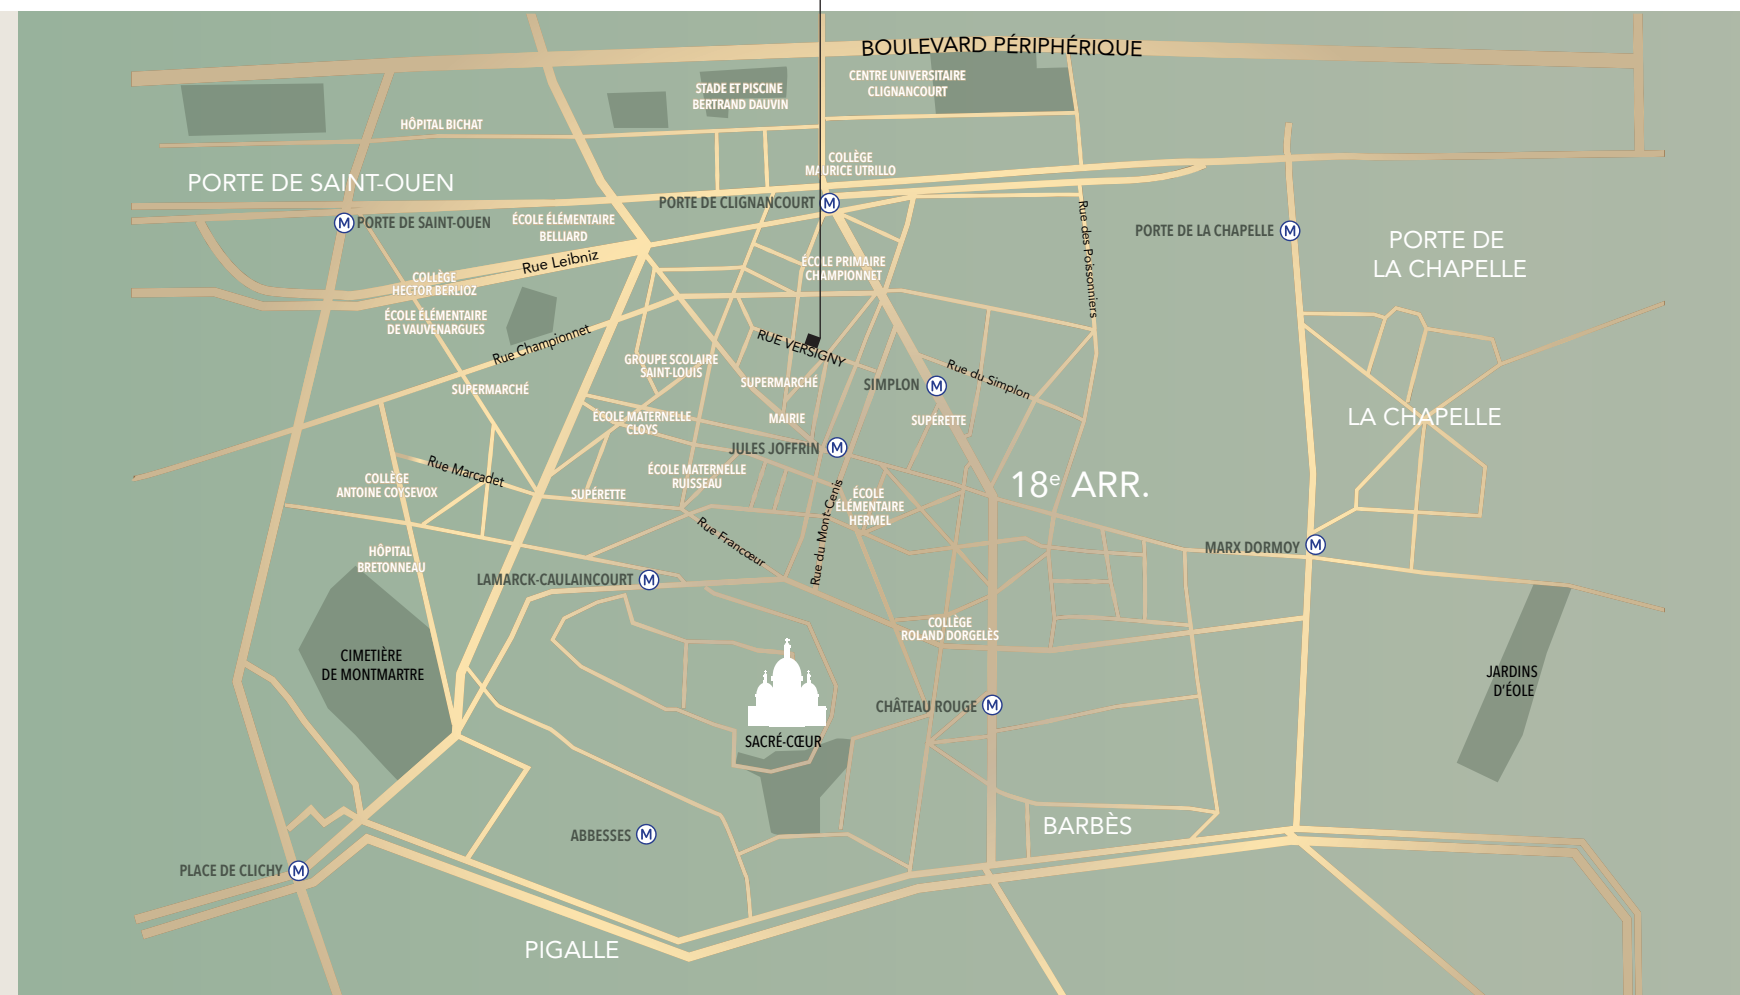 BOULEVARD PÉRIPHÉRIQUE
STADE ET PISCINE
BERTRAND DAUVIN
CENTRE UNIVERSITAIRE
CLIGNANCOURT
HÔPITAL BICHAT
COLLÈGE
MAURICE UTRILLO
PORTE DE SAINT-OUEN
M PORTE DE SAINT-OUEN
PORTE DE CLIGNANCOURT M
ÉCOLE ÉLÉMENTAIRE
BELLIARD
Rue Leibniz
Rue des Poissonniers
PORTE DE LA CHAPELLE M
PORTE DE
LA CHAPELLE
ÉCOLE PRIMAIRE
CHAMPIONNET
COLLÈGE
HECTOR BERLIOZ
ÉCOLE ÉLÉMENTAIRE
DE VAUVENARGUES
Rue Championnet
RUE VERSIGNY
GROUPE SCOLAIRE
SAINT-LOUIS
SUPERMARCHÉ
SUPERMARCHÉ
SIMPLON M
Rue du Simplon
ÉCOLE MATERNELLE
CLOYS
MAIRIE
SUPÉRETTE
LA CHAPELLE
JULES JOFFRIN M
Rue Marcadet
COLLÈGE
ANTOINE COYSEVOX
SUPÉRETTE
ÉCOLE MATERNELLE
RUISSEAU
Rue du Mont-Cenis
ÉCOLE
ÉLÉMENTAIRE
HERMEL
18e ARR.
Rue Francœur
HÔPITAL
BRETONNEAU
LAMARCK-CAULAINCOURT M
MARX DORMOY M
COLLÈGE
ROLAND DORGELÈS
CIMETIÈRE
DE MONTMARTRE
JARDINS
D'ÉOLE
CHÂTEAU ROUGE M
SACRÉ-CŒUR
ABBESSES M
BARBÈS
PLACE DE CLICHY M
PIGALLE